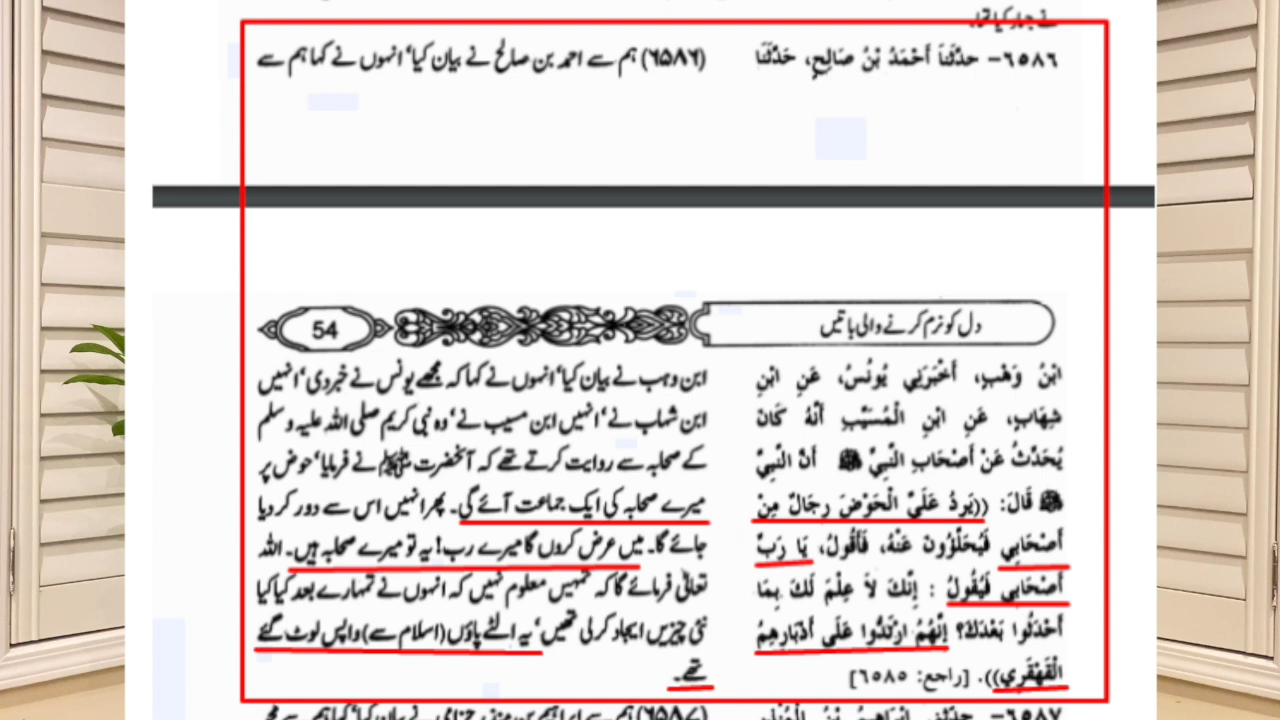 نے جہاد کیا تھا۔
٦٥٨٦- حَدَّثَنَا أَحْمَدُ بْنُ صَالِحٍ، حَدَّثَنَا
(۶۵۸۶) ہم سے احمد بن صالح نے بیان کیا‘ انہوں نے کہا ہم سے
دل کو نرم کرنے والی باتیں
54
ابْنُ وَهْبٍ، أَخْبَرَنِي يُونُسُ، عَنِ ابْنِ
شِهَابٍ، عَنِ ابْنِ الْمُسَيَّبِ أَنَّهُ كَانَ
يُحَدِّثُ عَنْ أَصْحَابِ النَّبِيِّ ﷺ أَنَّ النَّبِيَّ
ﷺ قَالَ: ((يَرِدُ عَلَيَّ الْحَوْضَ رِجَالٌ مِنْ
أَصْحَابِي فَيُحَلَّؤُونَ عَنْهُ، فَأَقُولُ، يَا رَبِّ
أَصْحَابِي فَيَقُولُ : إِنَّكَ لاَ عِلْمَ لَكَ بِمَا
أَحْدَثُوا بَعْدَكَ؟ إِنَّهُمُ ارْتَدُّوا عَلَى أَدْبَارِهِمُ
الْقَهْقَرِي)). [راجع: ٦٥٨٥]
ابن وہب نے بیان کیا‘ انہوں نے کہا کہ مجھے یونس نے خبر دی‘ انہیں
ابن شہاب نے‘ انہیں ابن مسیب نے‘ وہ نبی کریم صلی اللہ علیہ و سلم
کے صحابہ سے روایت کرتے تھے کہ آنحضرت ﷺ نے فرمایا‘ حوض پر
میرے صحابہ کی ایک جماعت آئے گی۔ پھر انہیں اس سے دور کر دیا
جائے گا۔ میں عرض کروں گا میرے رب! یہ تو میرے صحابہ ہیں۔ اللہ
تعالیٰ فرمائے گا کہ تمہیں معلوم نہیں کہ انہوں نے تمہارے بعد کیا کیا
نئی چیزیں ایجاد کر لی تھیں‘ یہ الٹے پاؤں (اسلام سے) واپس لوٹ گئے
تھے۔